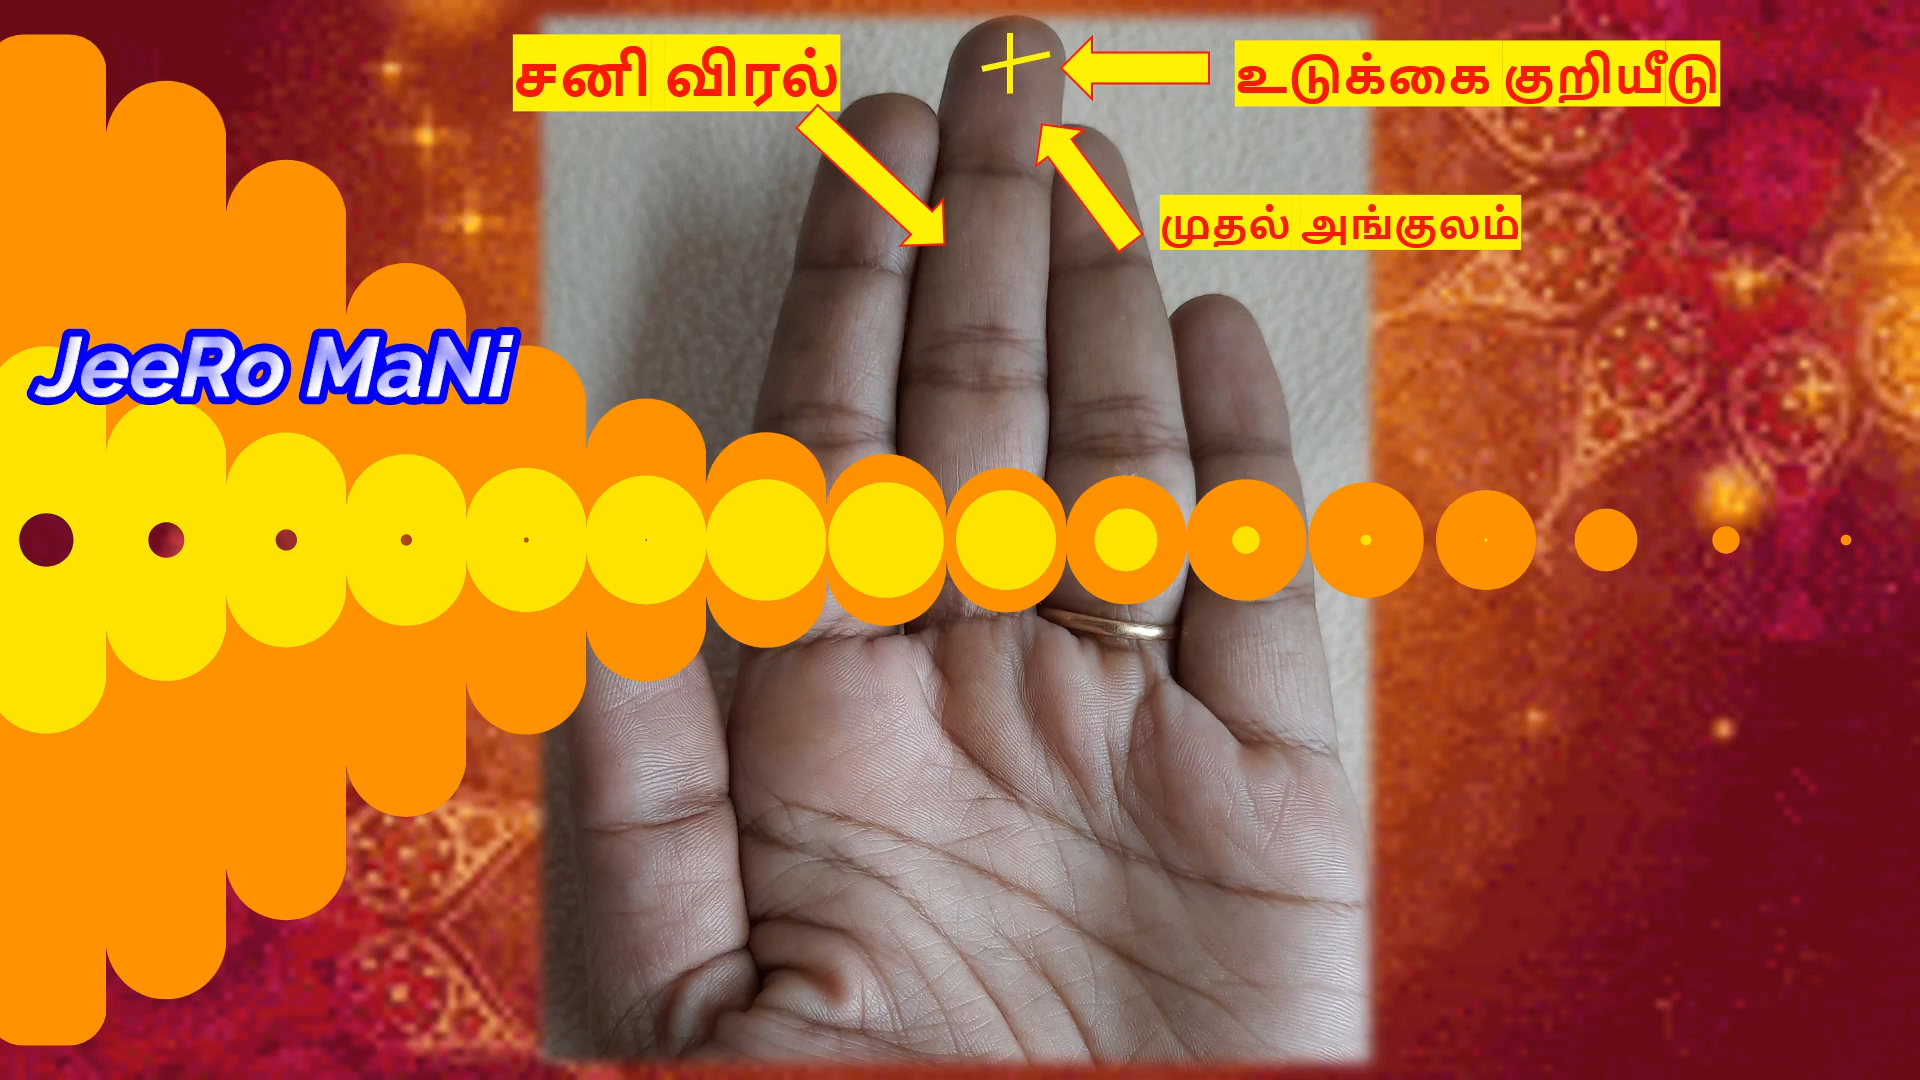 சனி விரல்
உடுக்கை குறியீடு
முதல் அங்குலம்
JeeRo MaNi